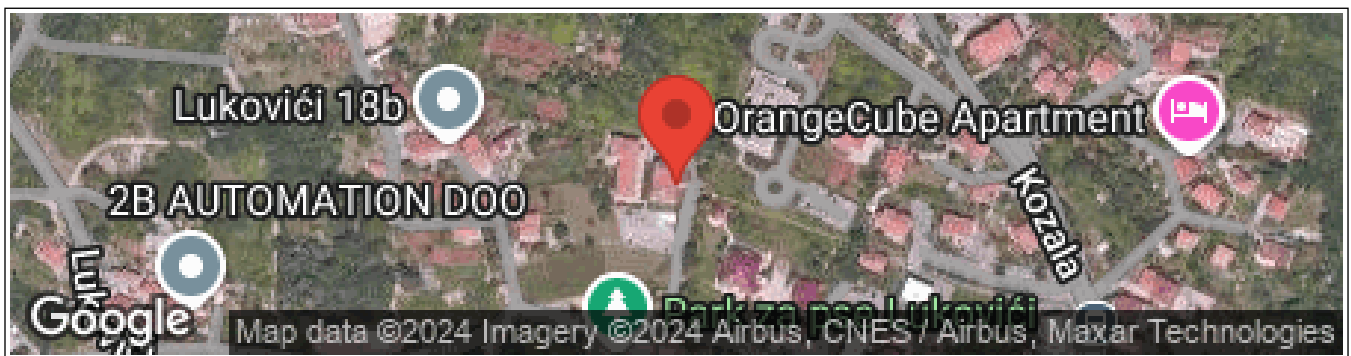 Lukovići 18b
OrangeCube Apartment
2B AUTOMATION DOO
Kozala
Luk
Park za pse Lukovići
Google
Map data ©2024 Imagery ©2024 Airbus, CNES / Airbus, Maxar Technologies